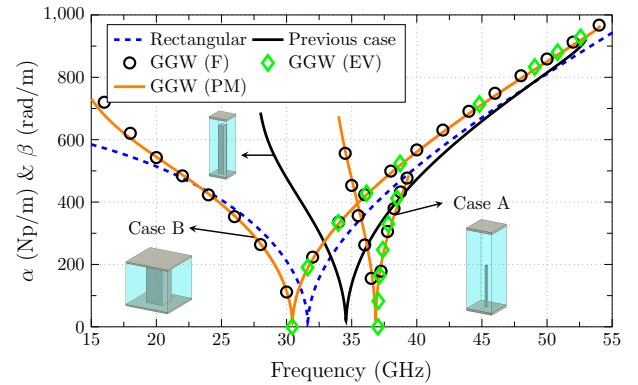 1,000
800
600
400
200
0
α (Np/m) & β (rad/m)
Rectangular
Previous case
GGW (F)
GGW (EV)
GGW (PM)
Case B
Case A
15 20 25 30 35 40 45 50 55
Frequency (GHz)